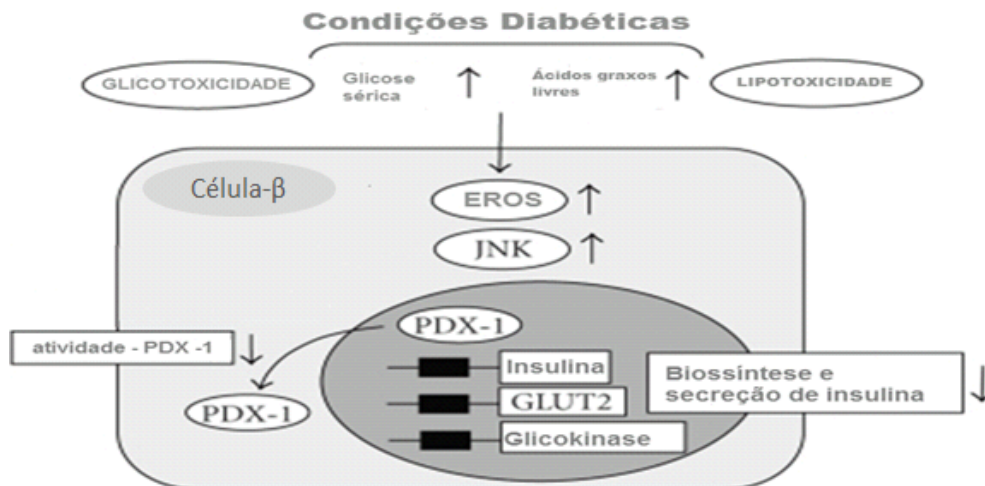 Condições Diabéticas
GLICOTOXICIDADE
Glicose
sérica
Ácidos graxos
livres
LIPOTOXICIDADE
Célula-β
EROS
JNK
PDX-1
atividade - PDX -1
PDX-1
Insulina
GLUT2
Glicokinase
Biossíntese e
secreção de insulina